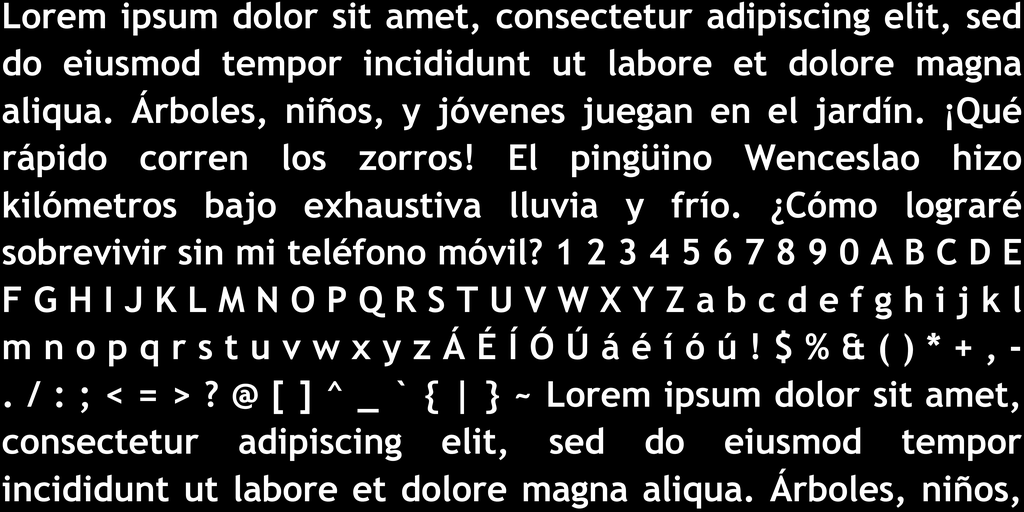 Lorem ipsum dolor sit amet, consectetur adipiscing elit, sed
do eiusmod tempor incididunt ut labore et dolore magna
aliqua. Árboles, niños, y jóvenes juegan en el jardín. ¡Qué
rápido corren los zorros! El pingüino Wenceslao hizo
kilómetros bajo exhaustiva lluvia y frío. ¿Cómo lograré
sobrevivir sin mi teléfono móvil? 1 2 3 4 5 6 7 8 9 0 A B C D E
F G H I J K L M N O P Q R S T U V W X Y Z a b c d e f g h i j k l
m n o p q r s t u v w x y z Á É Í Ó Ú á é í ó ú ! $ % & ( ) * + , -
. / : ; < = > ? @ [ ] ^ _ ` { | } ~ Lorem ipsum dolor sit amet,
consectetur adipiscing elit, sed do eiusmod tempor
incididunt ut labore et dolore magna aliqua. Árboles, niños,